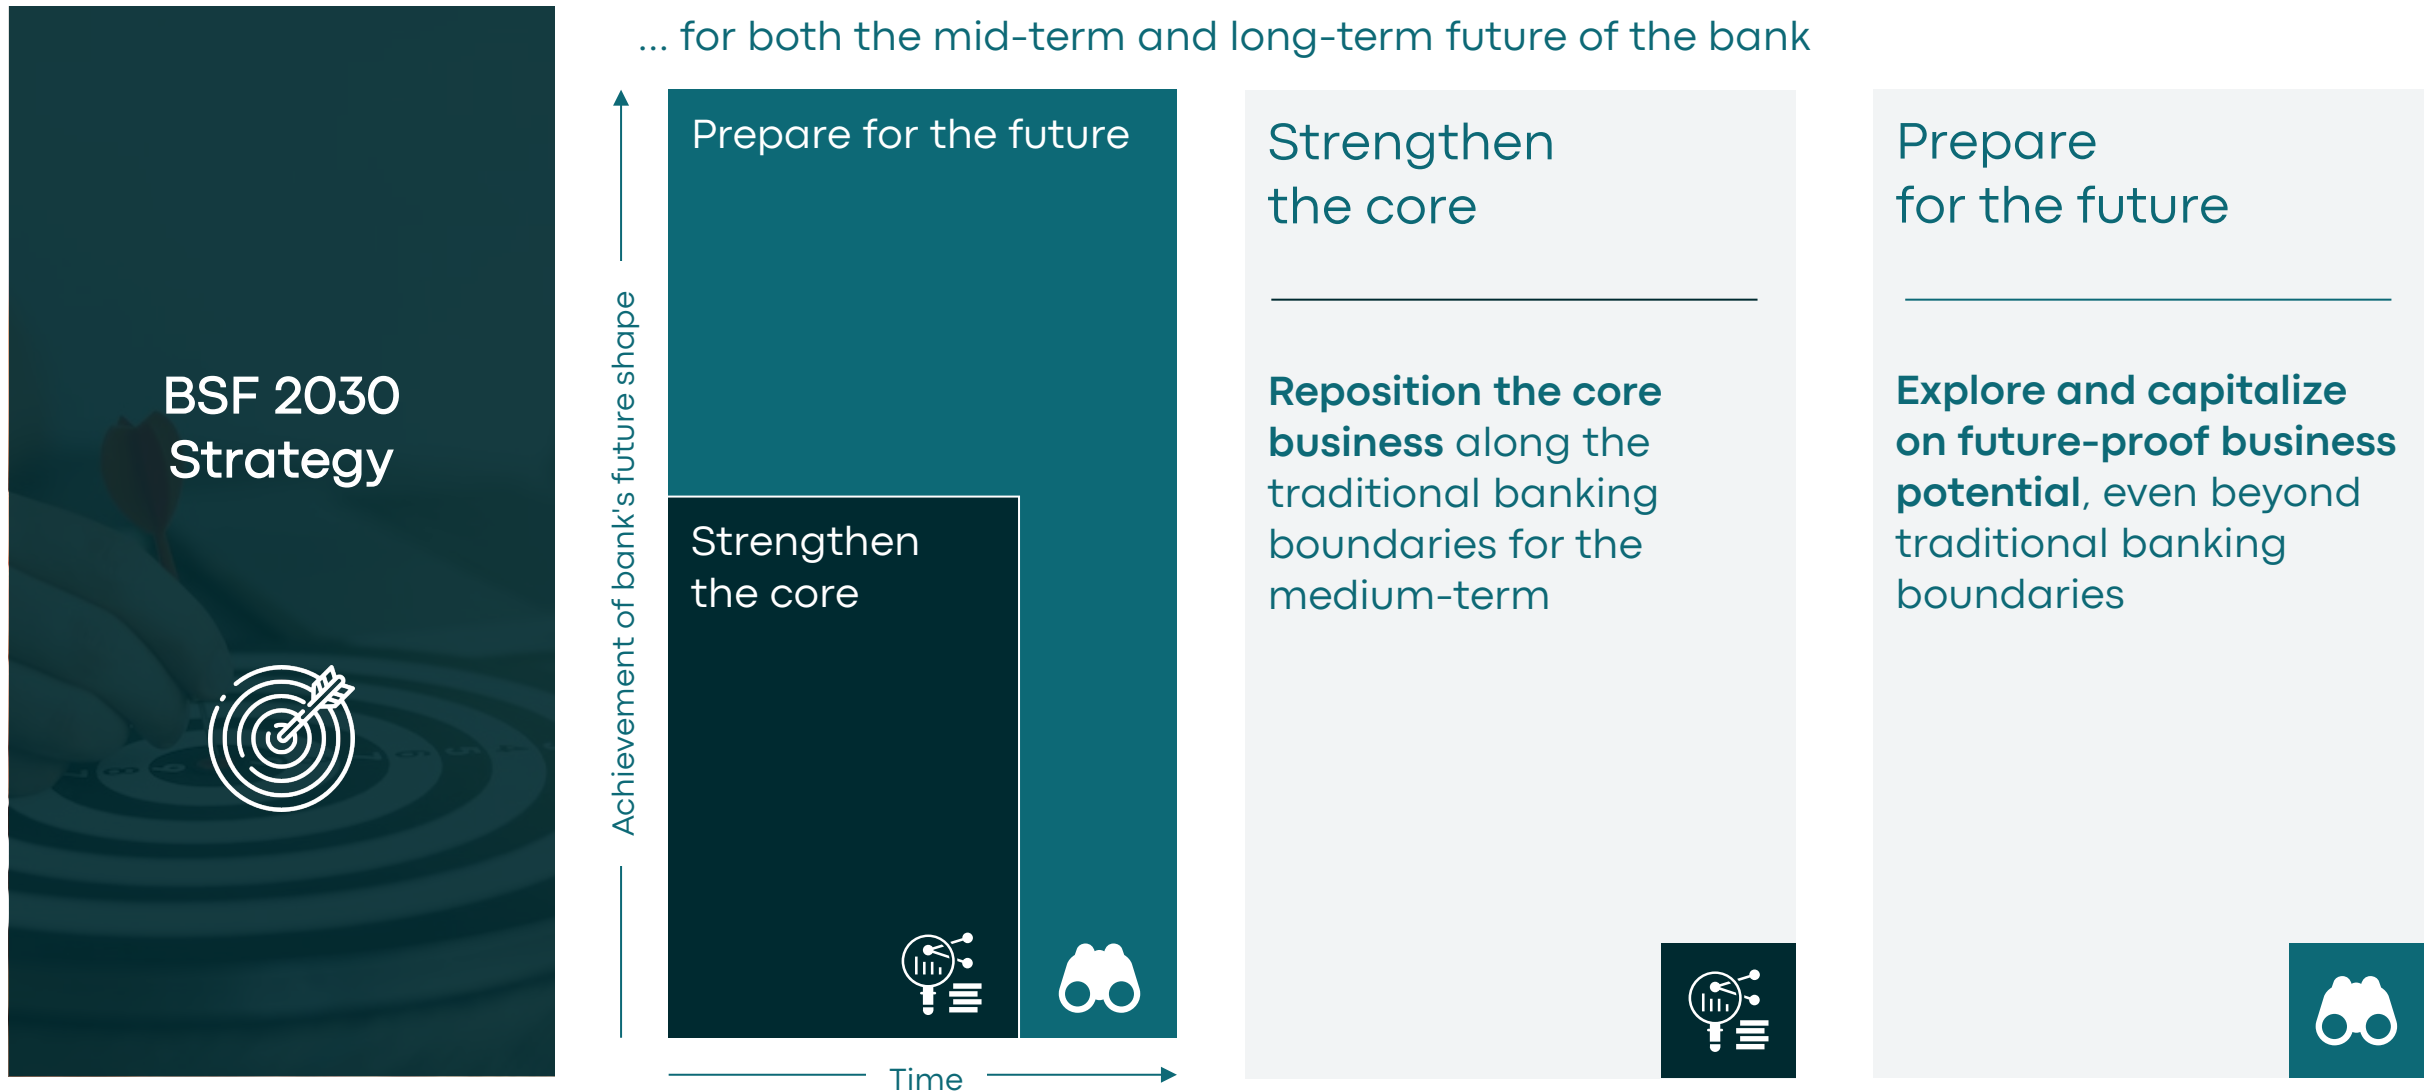 ... for both the mid-term and long-term future of the bank
BSF 2030
Strategy
Achievement of bank's future shape
Prepare for the future
Strengthen
the core
Time
Strengthen
the core
Reposition the core
business along the
traditional banking
boundaries for the
medium-term
Prepare
for the future
Explore and capitalize
on future-proof business
potential, even beyond
traditional banking
boundaries